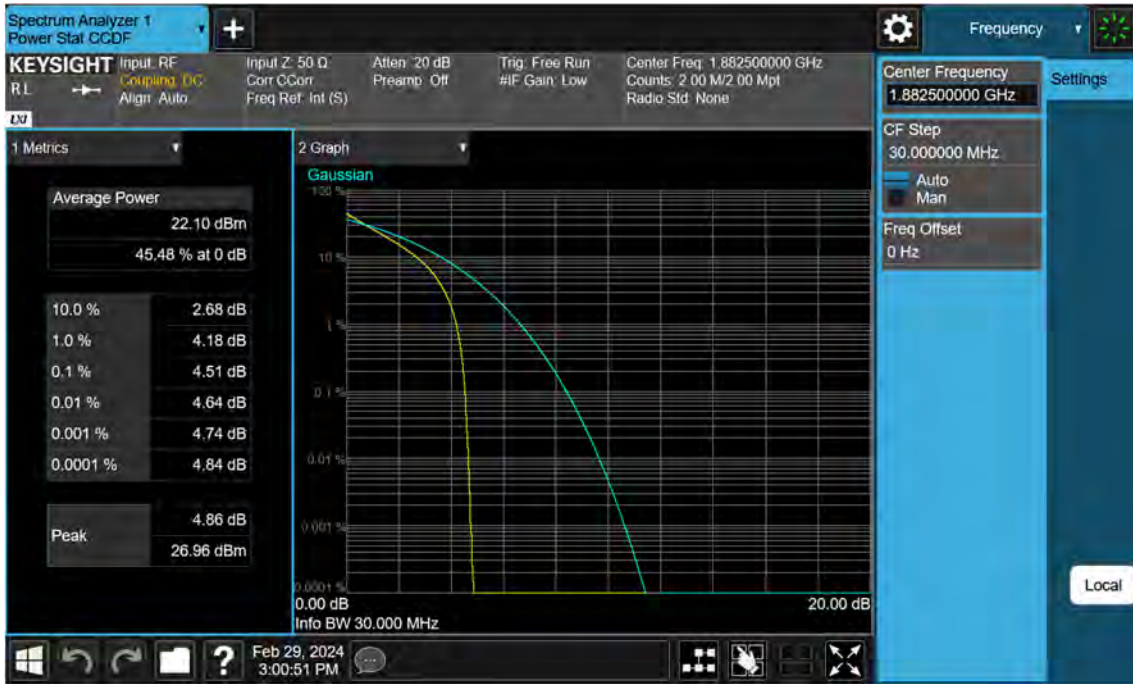 Spectrum Analyzer 1
Power Stat CCDF
+
Frequency
KEYSIGHT
R L
LXI
Input: RF
Coupling: DC
Align: Auto
Input Z: 50 Ω
Corr CCorr
Freq Ref: Int (S)
Atten: 20 dB
Preamp: Off
Trig: Free Run
#IF Gain: Low
Center Freq: 1.882500000 GHz
Counts: 2.00 M/2.00 Mpt
Radio Std: None
Center Frequency
1.882500000 GHz
Settings
CF Step
30.000000 MHz
Auto
Man
Freq Offset
0 Hz
1 Metrics
Average Power
22.10 dBm
45.48 % at 0 dB
10.0 % 2.68 dB
1.0 % 4.18 dB
0.1 % 4.51 dB
0.01 % 4.64 dB
0.001 % 4.74 dB
0.0001 % 4.84 dB
Peak
4.86 dB
26.96 dBm
2 Graph
Gaussian
100 %
10 %
1 %
0.1 %
0.01 %
0.001 %
0.0001 %
0.00 dB 20.00 dB
Info BW 30.000 MHz
Local
?
Feb 29, 2024
3:00:51 PM